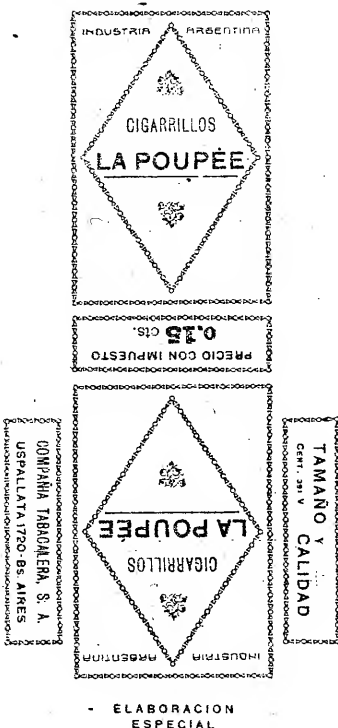 INDUSTRIA ARGENTINA
CIGARRILLOS
LA POUPÉE
PRECIO CON IMPUESTO
0.15 cts.
COMPAÑIA TABACALERA, S. A.
USPALLATA 1720-Bs. AIRES
INDUSTRIA ARGENTINA
CIGARRILLOS
LA POUPÉE
TAMAÑO Y CALIDAD
CERT. V
- ELABORACION
ESPECIAL